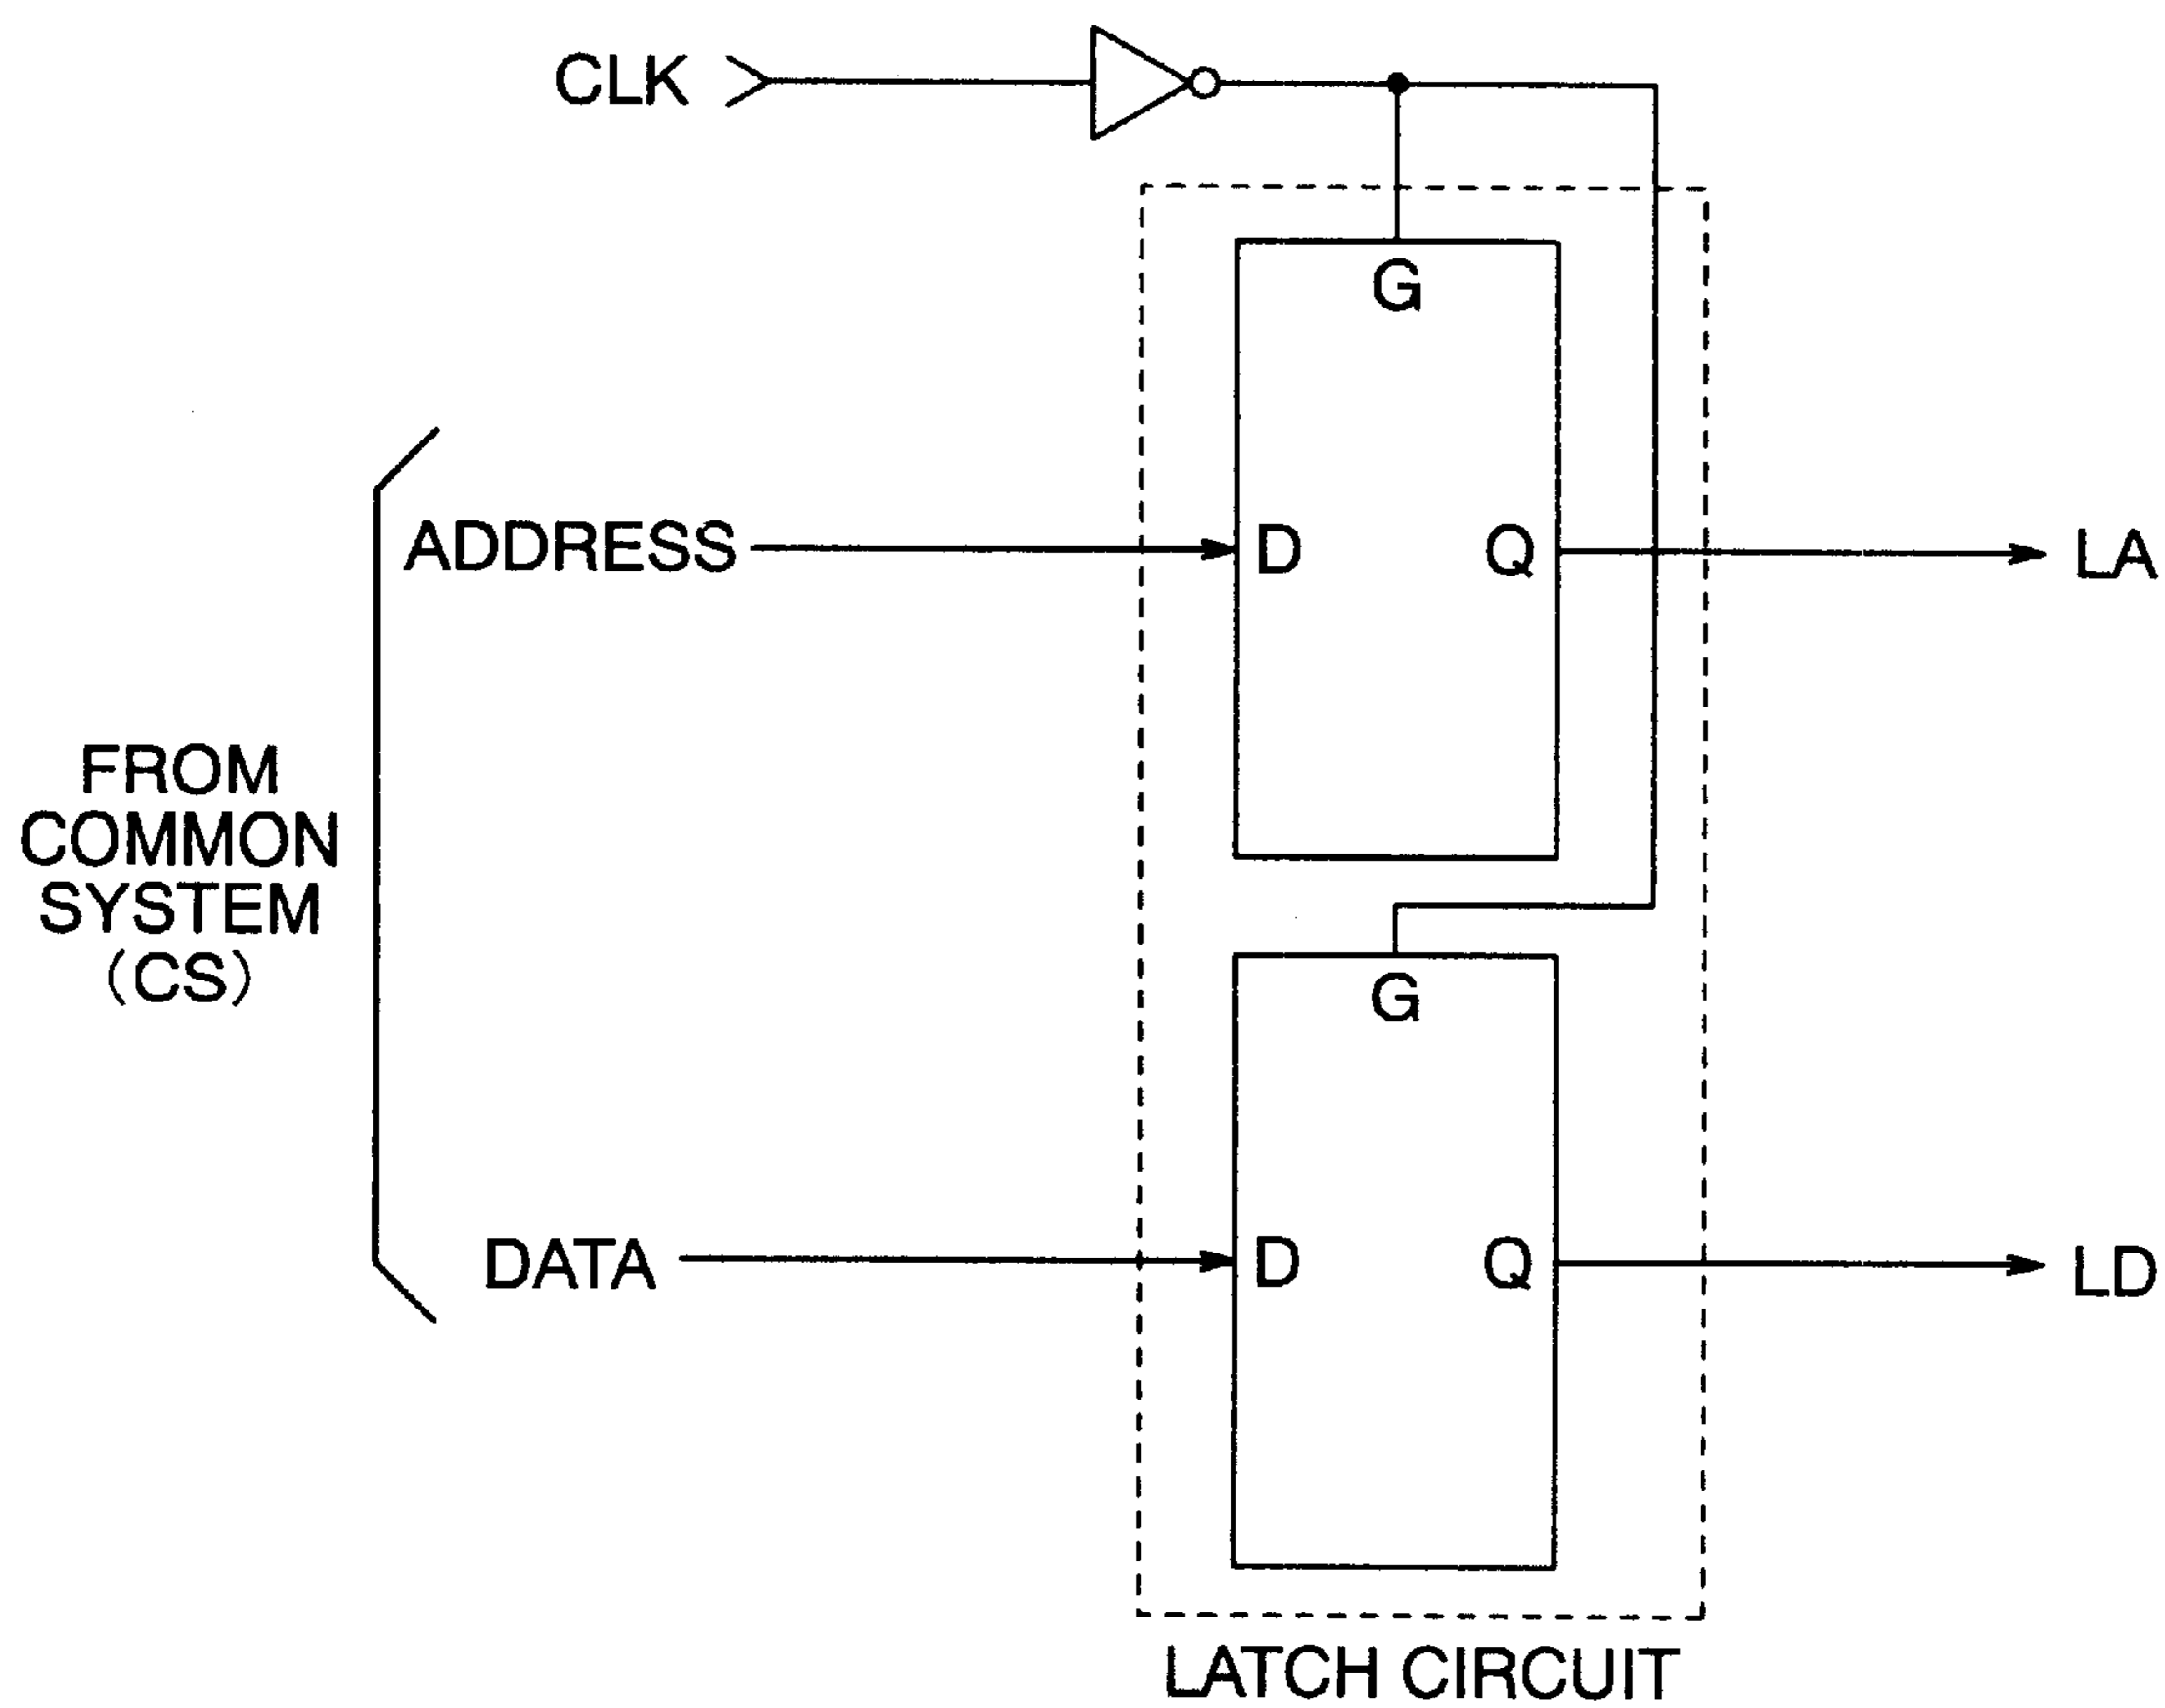 CLK
G
ADDRESS
D
Q
LA
FROM
COMMON
SYSTEM
(CS)
G
DATA
D
Q
LD
LATCH CIRCUIT